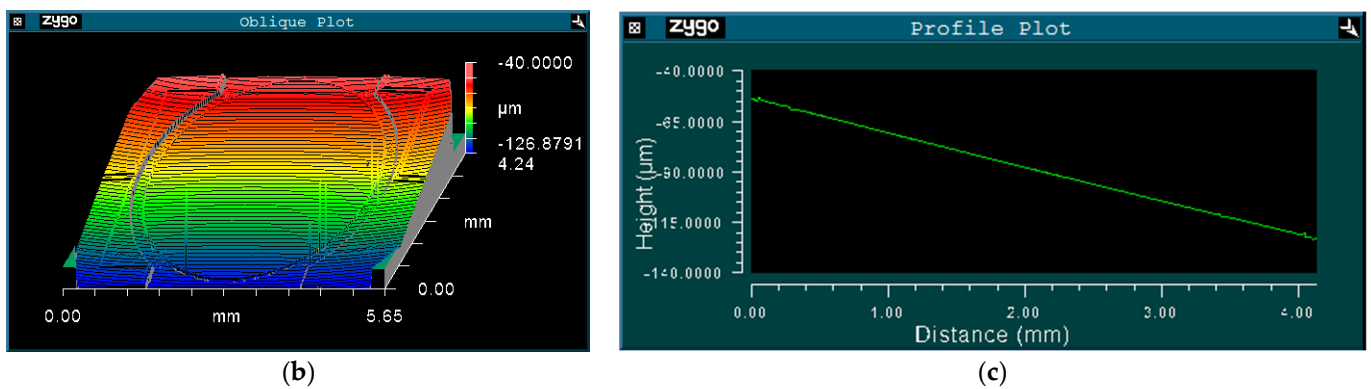 zygo Oblique Plot
-40.0000
µm
-126.8791
4.24
mm
0.00
0.00 mm 5.65
(b)
zygo Profile Plot
-40.0000
-65.0000
-90.0000
-115.0000
-140.0000
Height (µm)
0.00 1.00 2.00 3.00 4.00
Distance (mm)
(c)